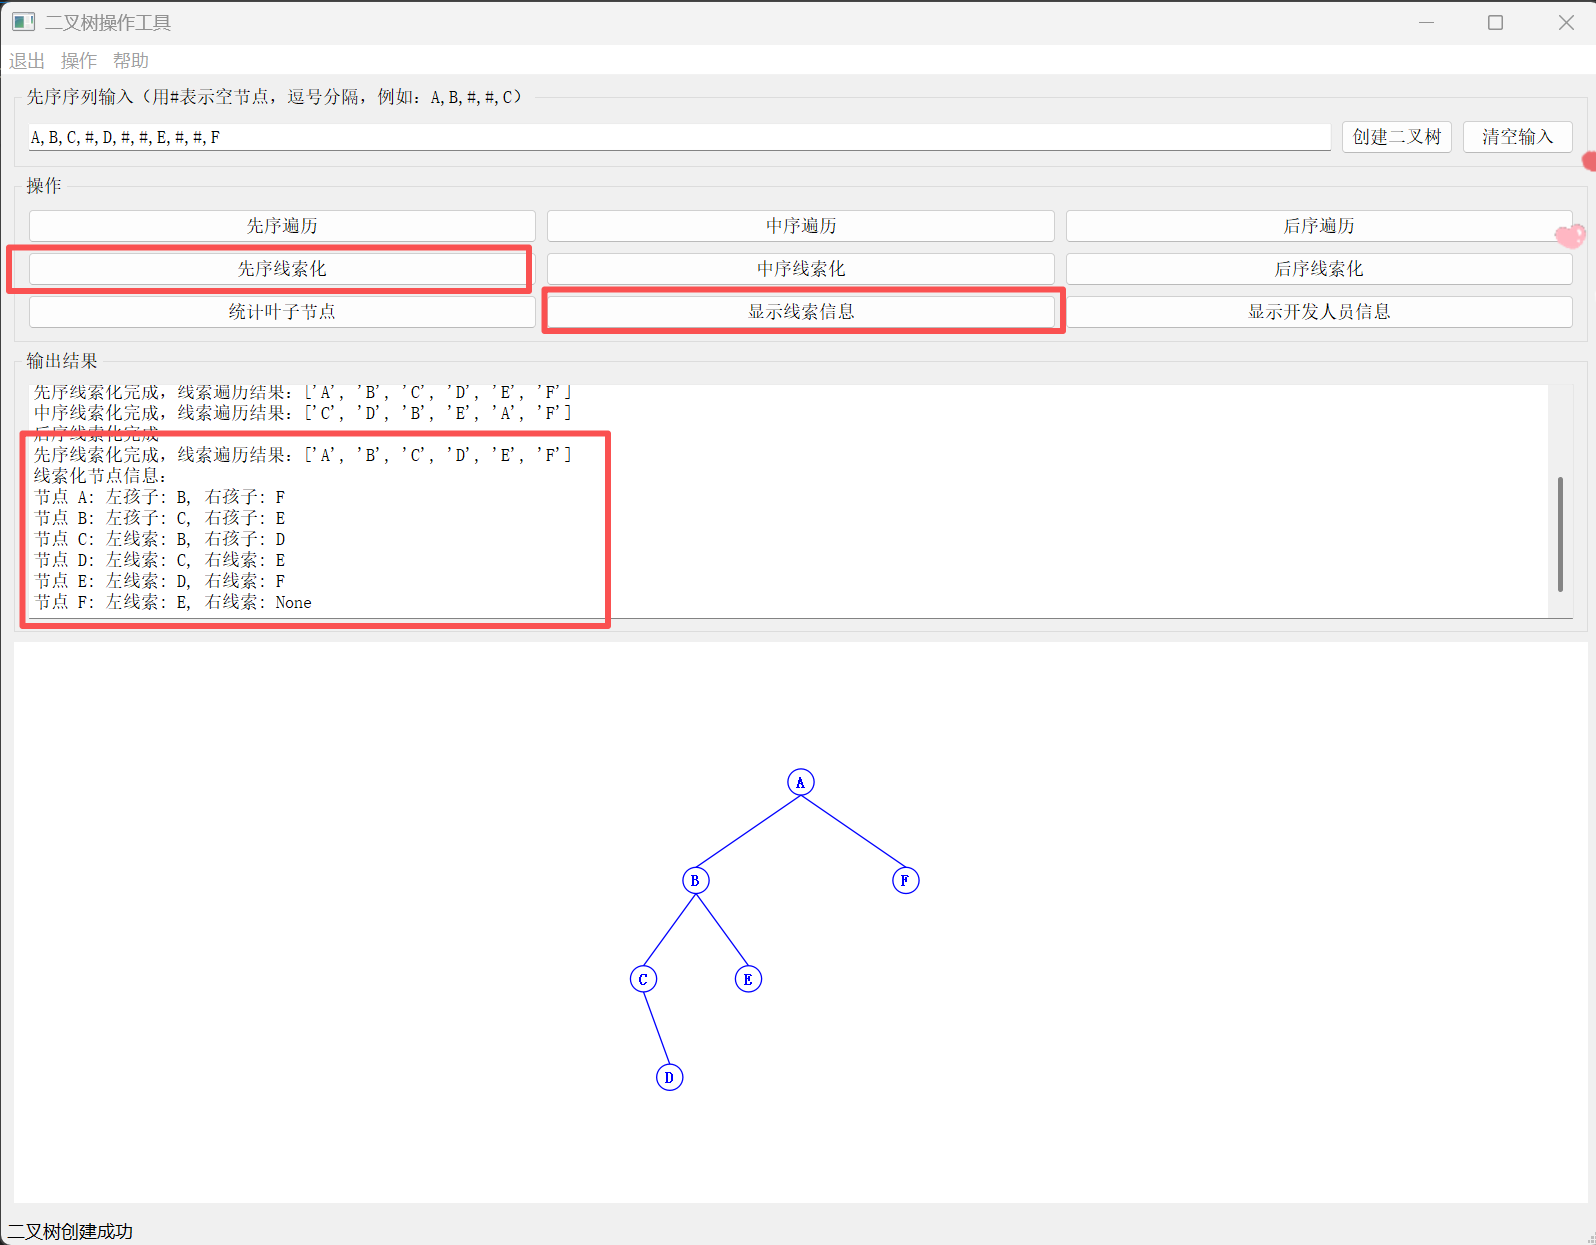 二叉树操作工具
退出 操作 帮助
先序序列输入（用#表示空节点，逗号分隔，例如：A,B,#,#,C）
A,B,C,#,D,#,#,E,#,#,F
创建二叉树
清空输入
操作
先序遍历
中序遍历
后序遍历
先序线索化
中序线索化
后序线索化
统计叶子节点
显示线索信息
显示开发人员信息
输出结果
先序线索化完成，线索遍历结果：['A', 'B', 'C', 'D', 'E', 'F']
中序线索化完成，线索遍历结果：['C', 'D', 'B', 'E', 'A', 'F']
后序线索化完成
先序线索化完成，线索遍历结果：['A', 'B', 'C', 'D', 'E', 'F']
线索化节点信息：
节点 A: 左孩子: B, 右孩子: F
节点 B: 左孩子: C, 右孩子: E
节点 C: 左线索: B, 右孩子: D
节点 D: 左线索: C, 右线索: E
节点 E: 左线索: D, 右线索: F
节点 F: 左线索: E, 右线索: None
A
B
F
C
E
D
二叉树创建成功